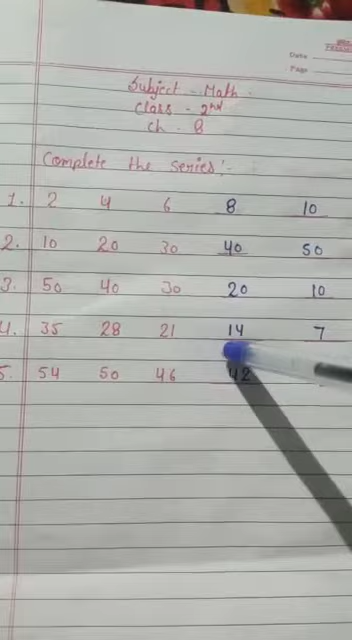 Date
Page
Subject - Math.
Class - 2nd
Ch - 8
Complete the series:-
1. 2 4 6 8 10
2. 10 20 30 40 50
3. 50 40 30 20 10
4. 35 28 21 14 7
5. 54 50 46 42